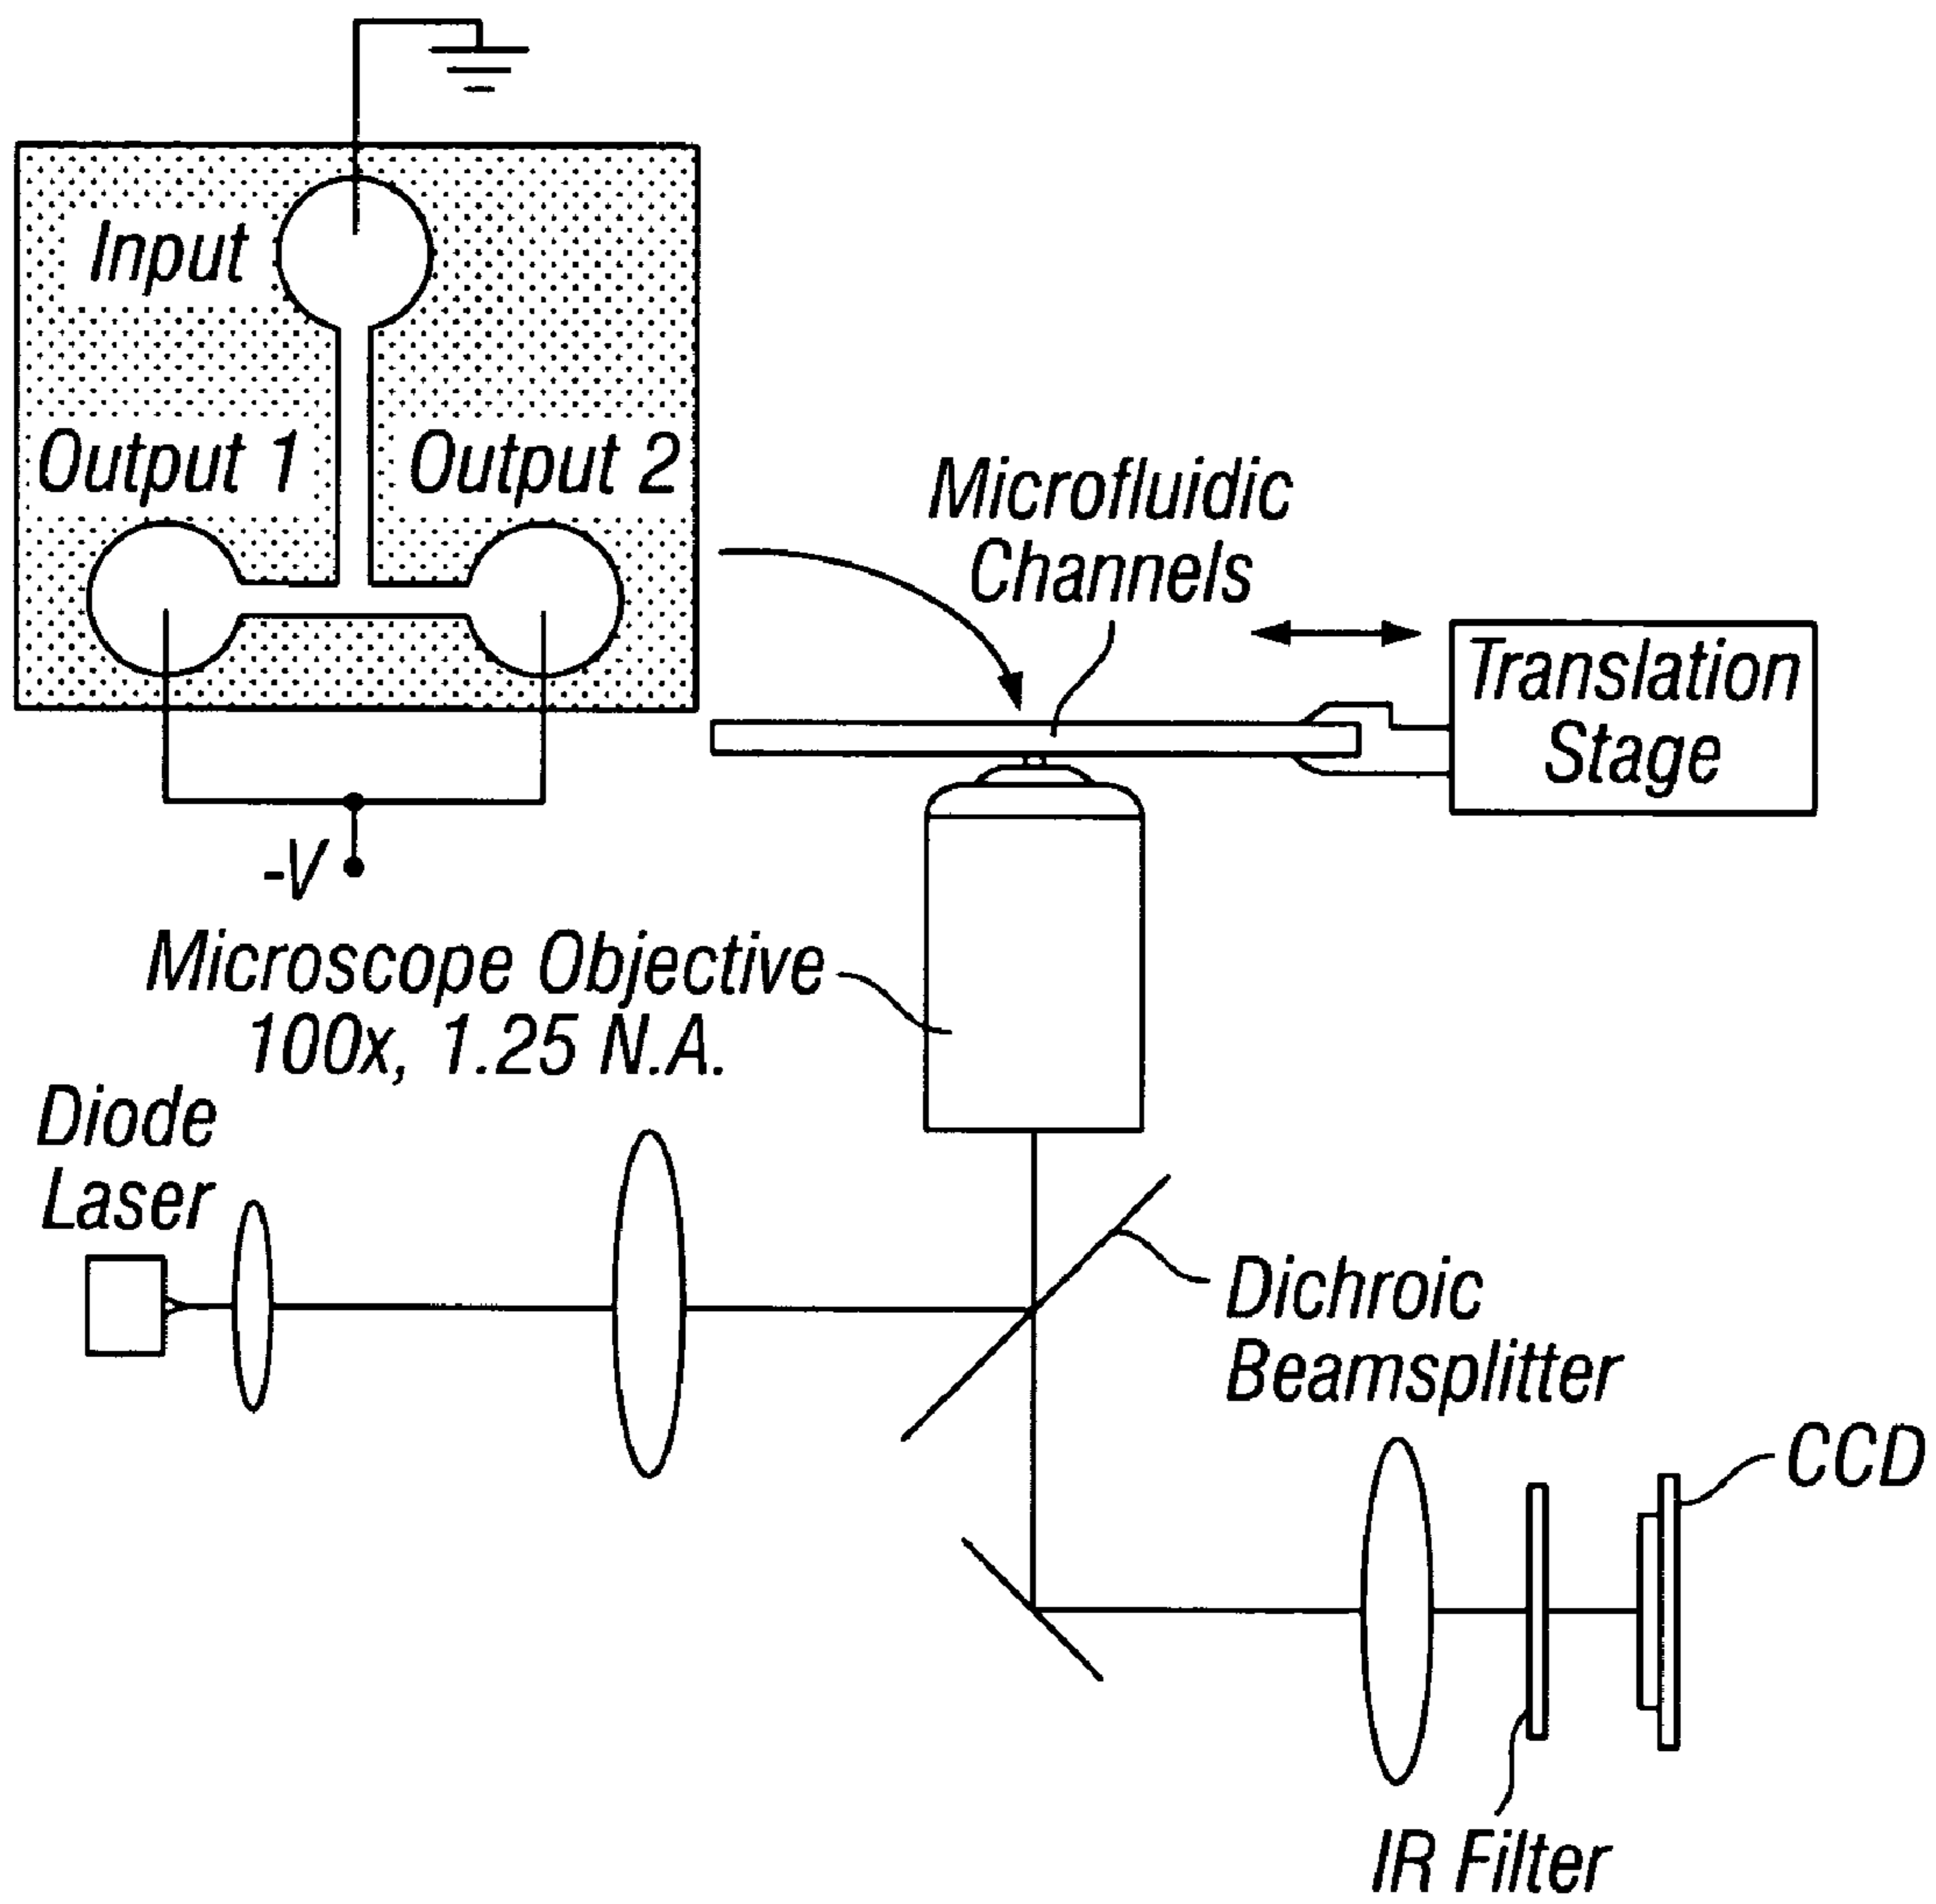 Input
Output 1
Output 2
Microfluidic
Channels
Translation
Stage
-V
Microscope Objective
100x, 1.25 N.A.
Diode
Laser
Dichroic
Beamsplitter
CCD
IR Filter